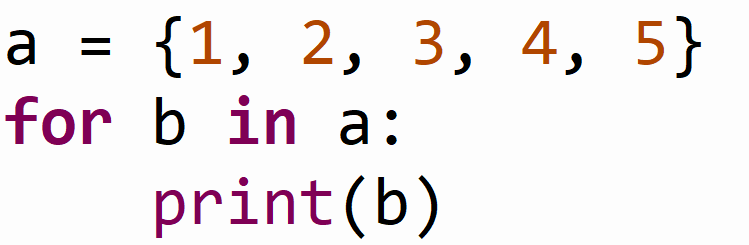 a = {1, 2, 3, 4, 5}
for b in a:
    print(b)